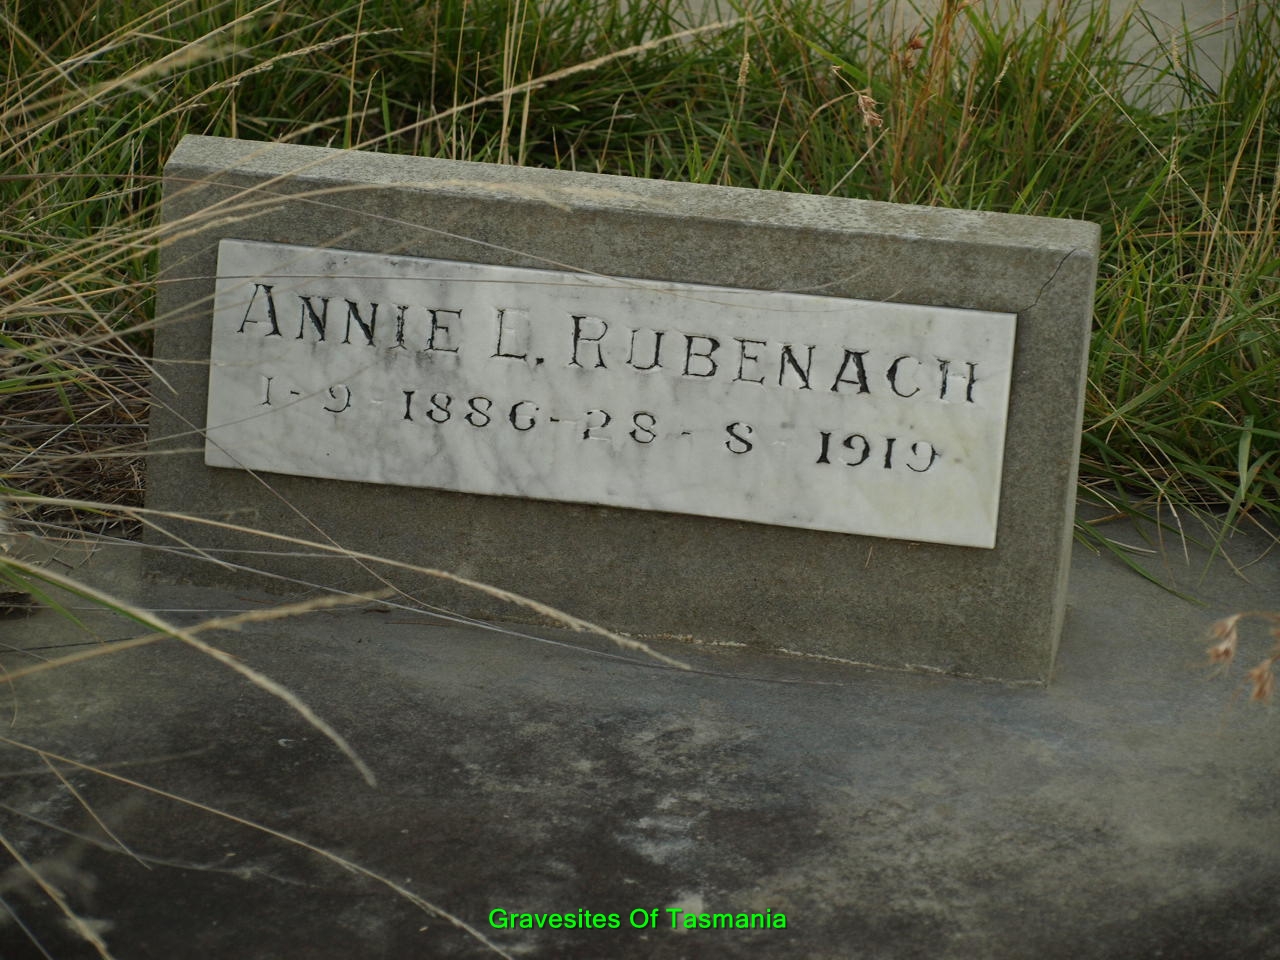 ANNIE E. RUBENACH
1-9-1886-28-8-1919
Gravesites Of Tasmania